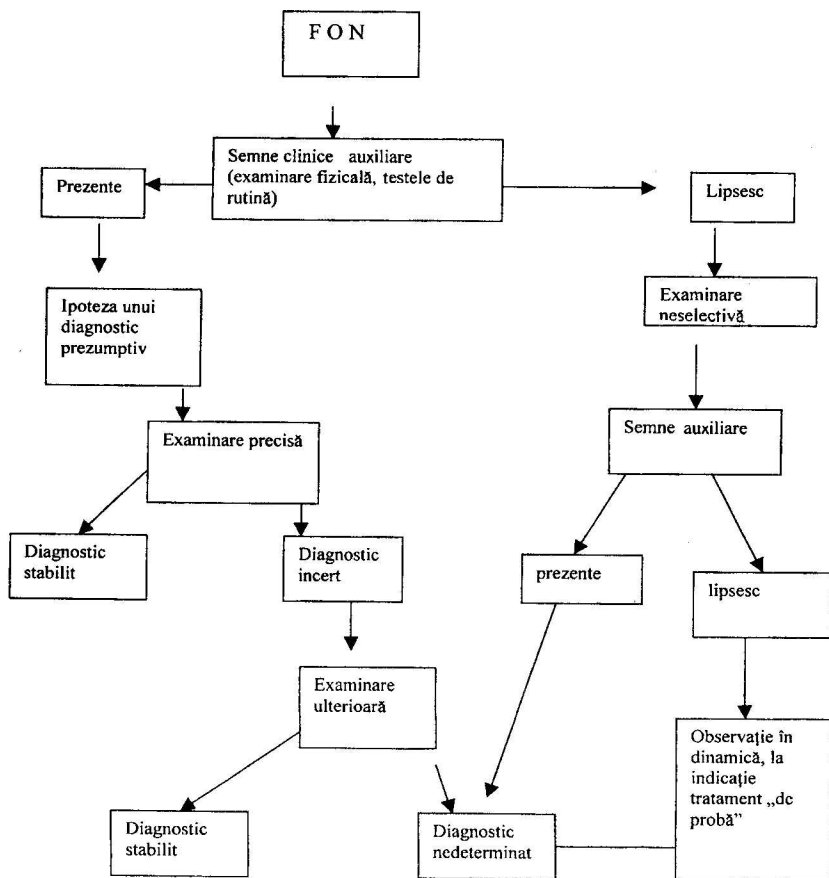 F O N
Semne clinice auxiliare
(examinare fizicală, testele de
rutină)
Prezente
Lipsesc
Ipoteza unui
diagnostic
prezumptiv
Examinare
neselectivă
Examinare precisă
Semne auxiliare
Diagnostic
stabilit
Diagnostic
incert
prezente
lipsesc
Examinare
ulterioară
Observație în
dinamică, la
indicație
tratament „de
probă”
Diagnostic
stabilit
Diagnostic
nedeterminat